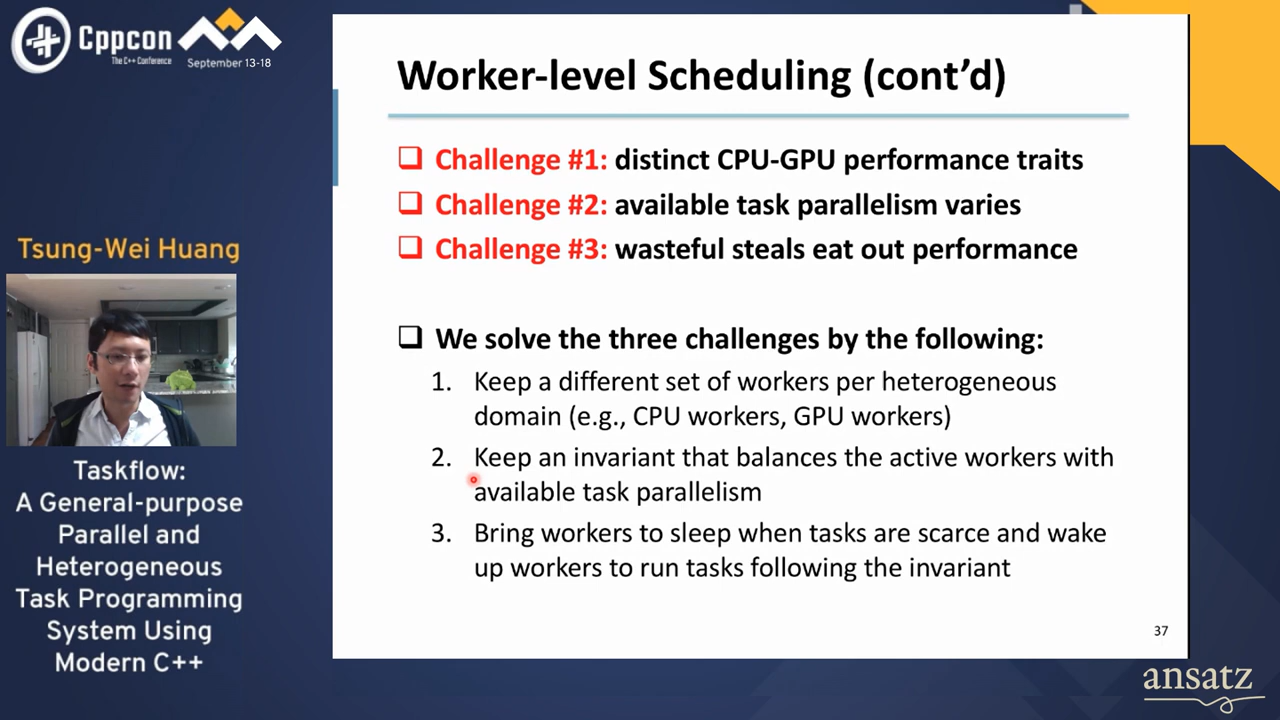 Cppcon
The C++ Conference
September 13-18
Tsung-Wei Huang
Taskflow:
A General-purpose
Parallel and
Heterogeneous
Task Programming
System Using
Modern C++
Worker-level Scheduling (cont’d)
Challenge #1: distinct CPU-GPU performance traits
Challenge #2: available task parallelism varies
Challenge #3: wasteful steals eat out performance
We solve the three challenges by the following:
1. Keep a different set of workers per heterogeneous
domain (e.g., CPU workers, GPU workers)
2. Keep an invariant that balances the active workers with
available task parallelism
3. Bring workers to sleep when tasks are scarce and wake
up workers to run tasks following the invariant
37
ansatz